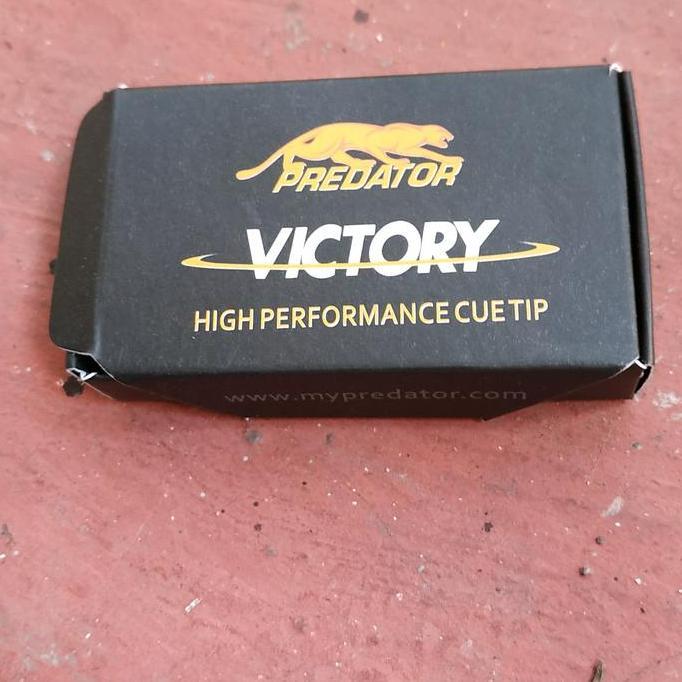 PREDATOR
VICTORY
HIGH PERFORMANCE CUE TIP
www.mypredator.com